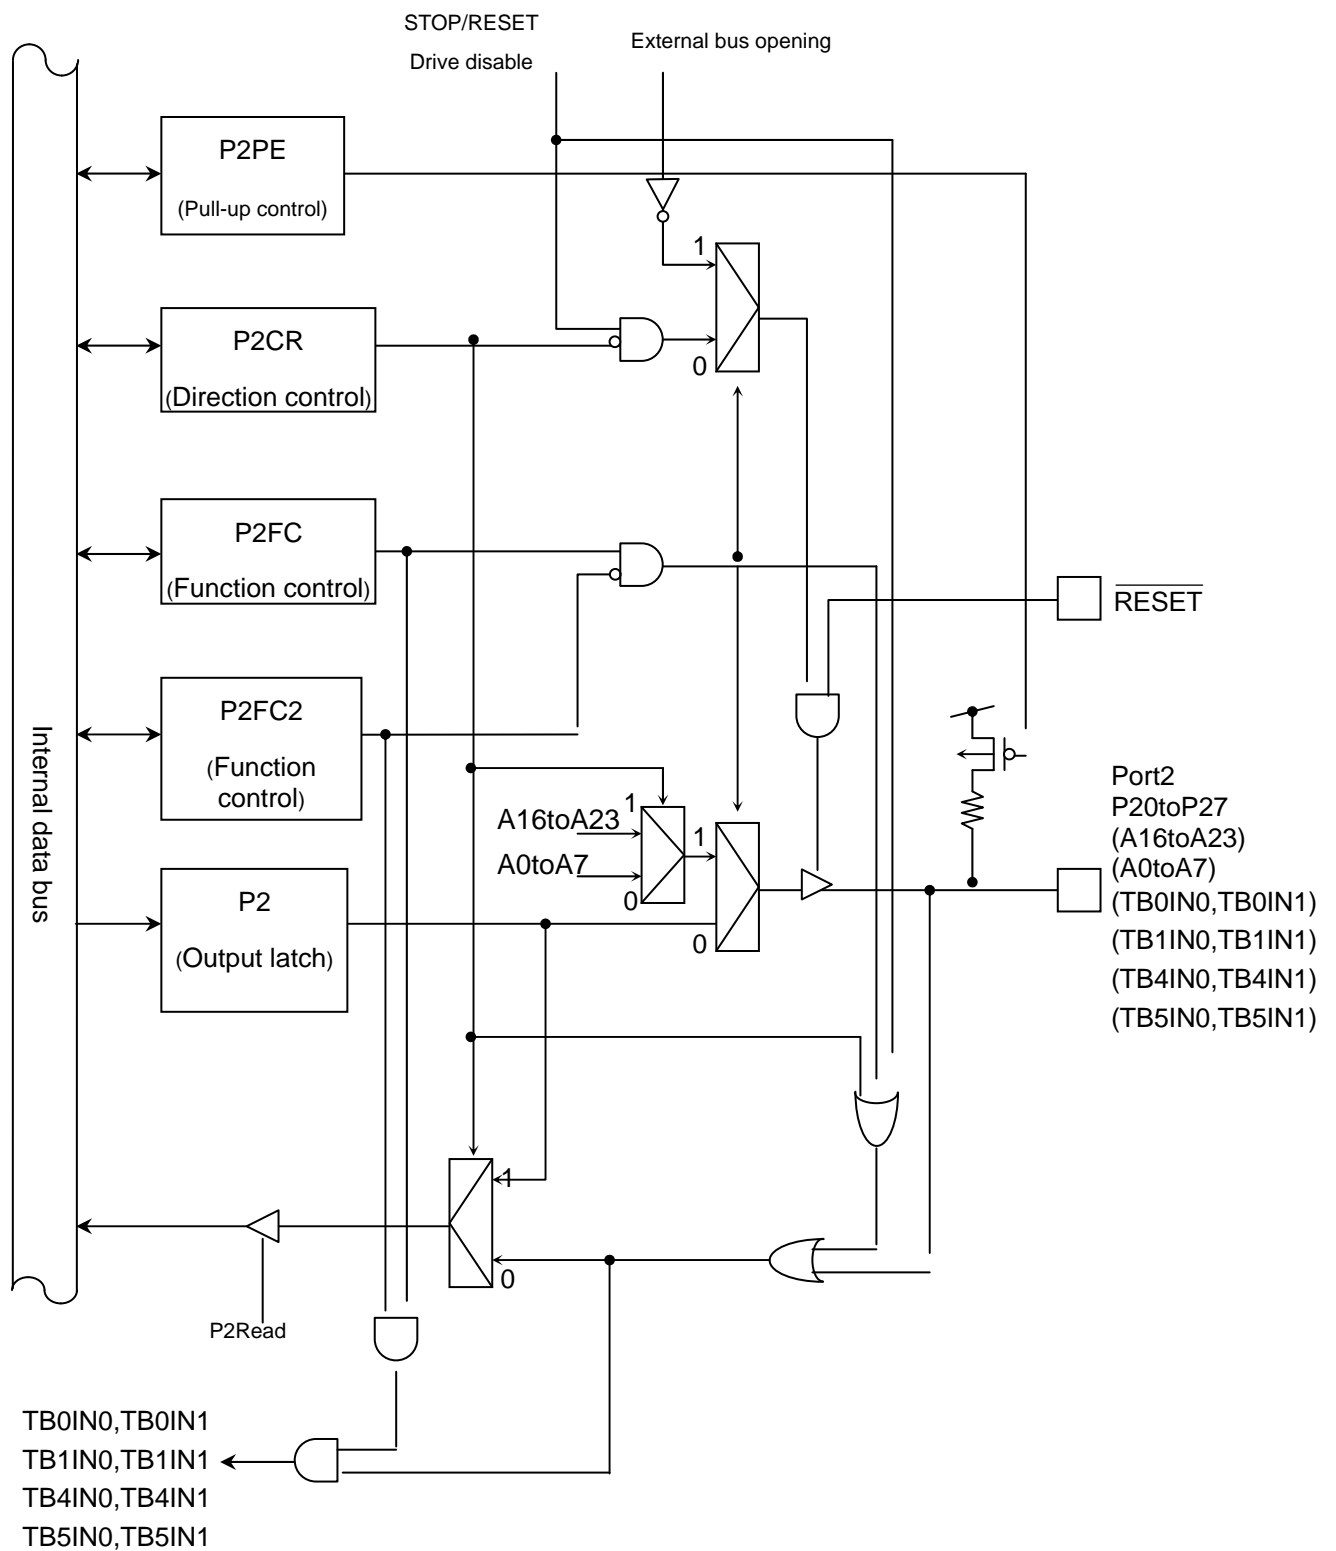 STOP/RESET
Drive disable
External bus opening
P2PE
(Pull-up control)
1
0
P2CR
(Direction control)
P2FC
(Function control)
RESET
P2FC2
(Function
control)
Internal data bus
A16toA23
A0toA7
1
0
1
0
Port2
P20toP27
(A16toA23)
(A0toA7)
(TB0IN0,TB0IN1)
(TB1IN0,TB1IN1)
(TB4IN0,TB4IN1)
(TB5IN0,TB5IN1)
P2
(Output latch)
1
0
P2Read
TB0IN0,TB0IN1
TB1IN0,TB1IN1
TB4IN0,TB4IN1
TB5IN0,TB5IN1